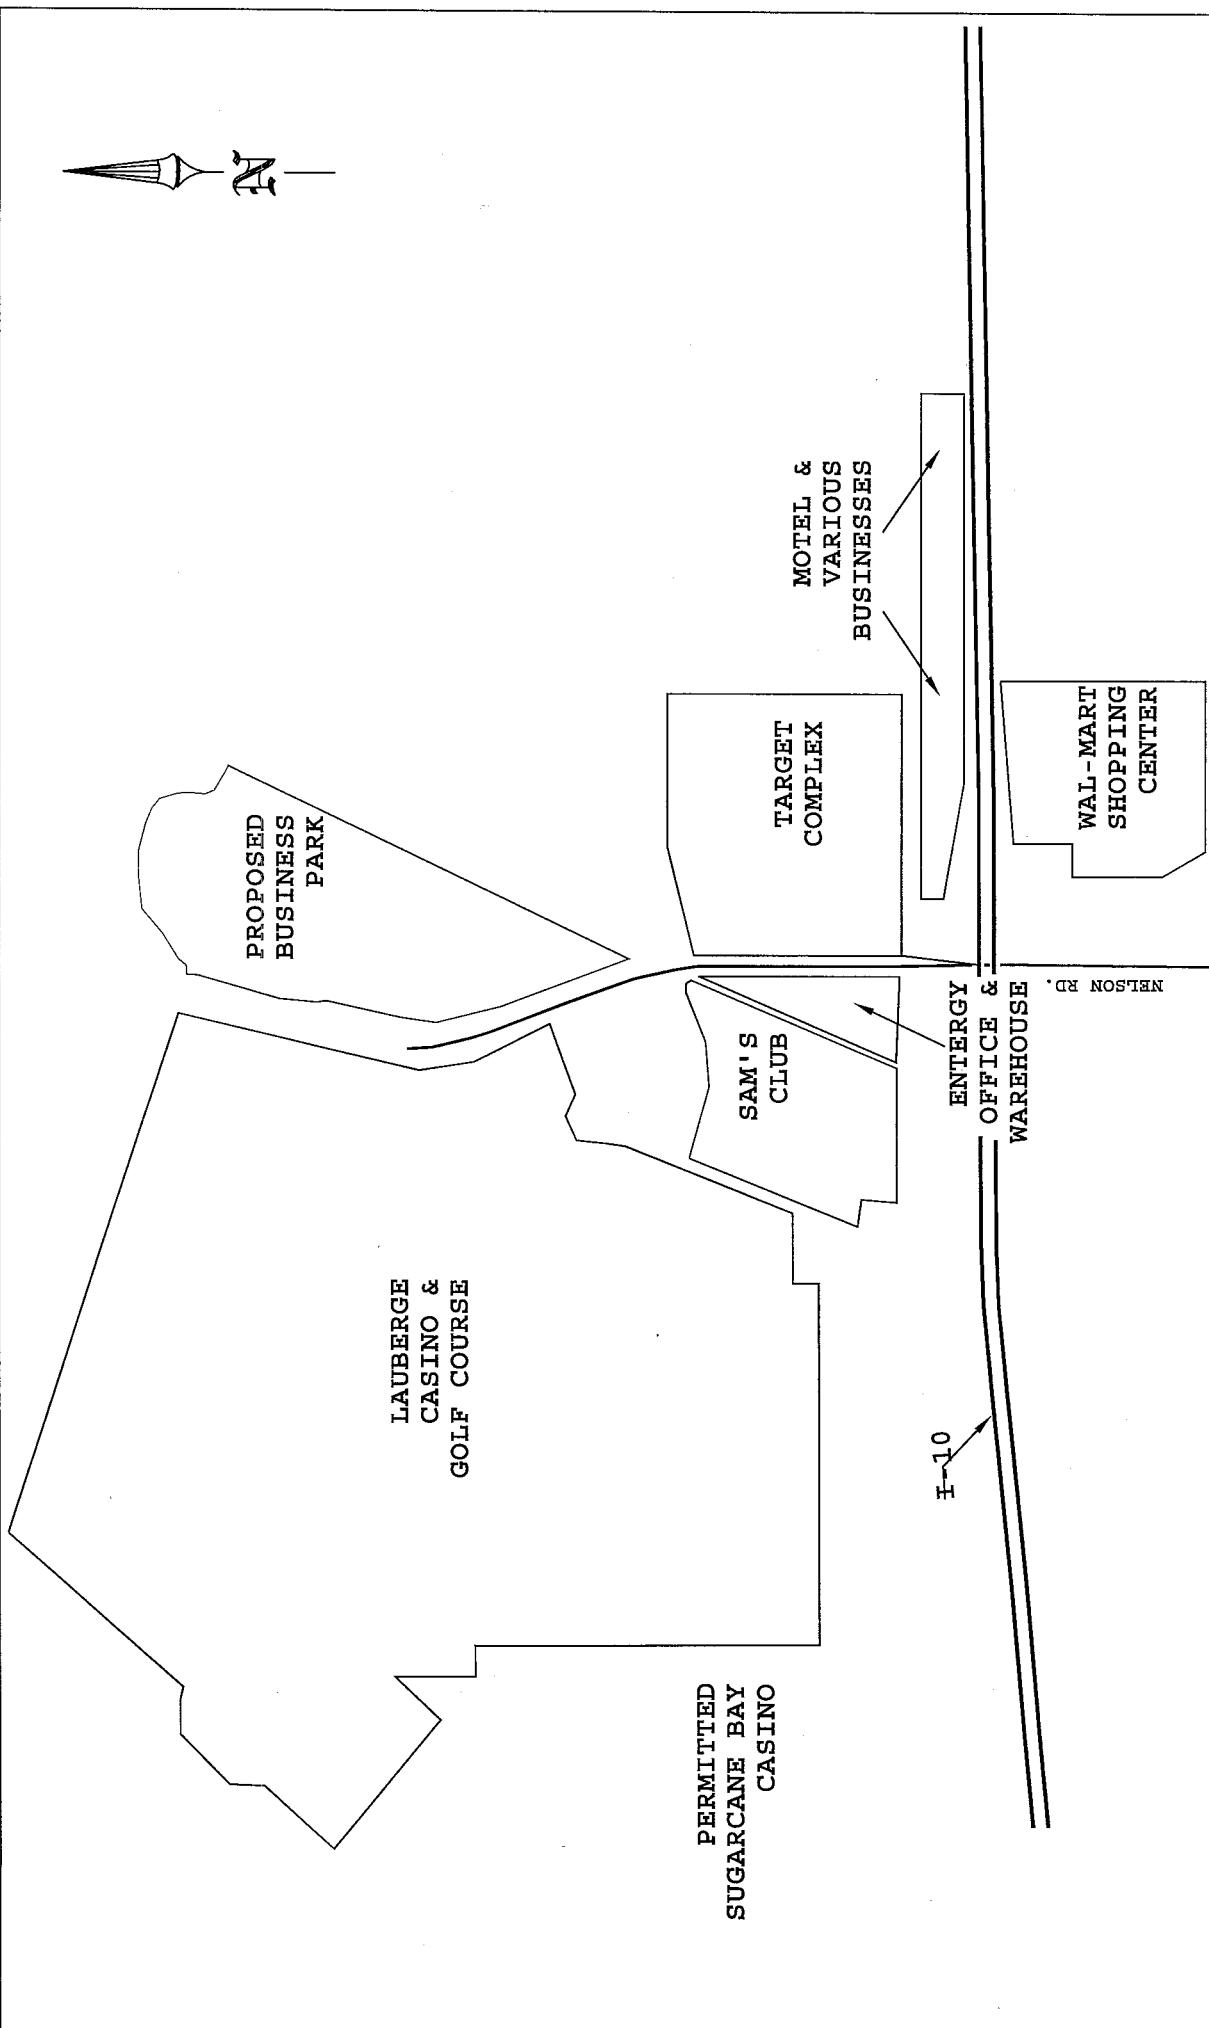 N
PROPOSED
BUSINESS
PARK
LAUBERGE
CASINO &
GOLF COURSE
PERMITTED
SUGARCANE BAY
CASINO
SAM'S
CLUB
TARGET
COMPLEX
MOTEL &
VARIOUS
BUSINESSES
I-10
ENTERGY
OFFICE &
WAREHOUSE
NELSON RD.
WAL-MART
SHOPPING
CENTER